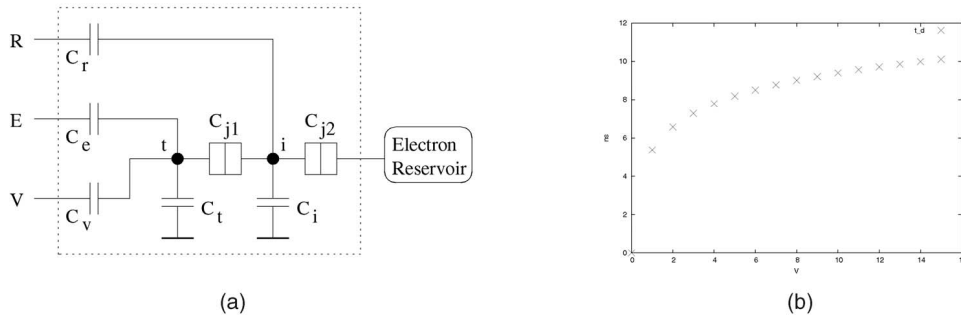 R
C_r
E
C_e
V
C_v
t
C_j1
i
C_j2
C_t
C_i
Electron
Reservoir
(a)
12
10
8
6
4
2
0
ns
t_d
0 2 4 6 8 10 12 14 16
V
(b)